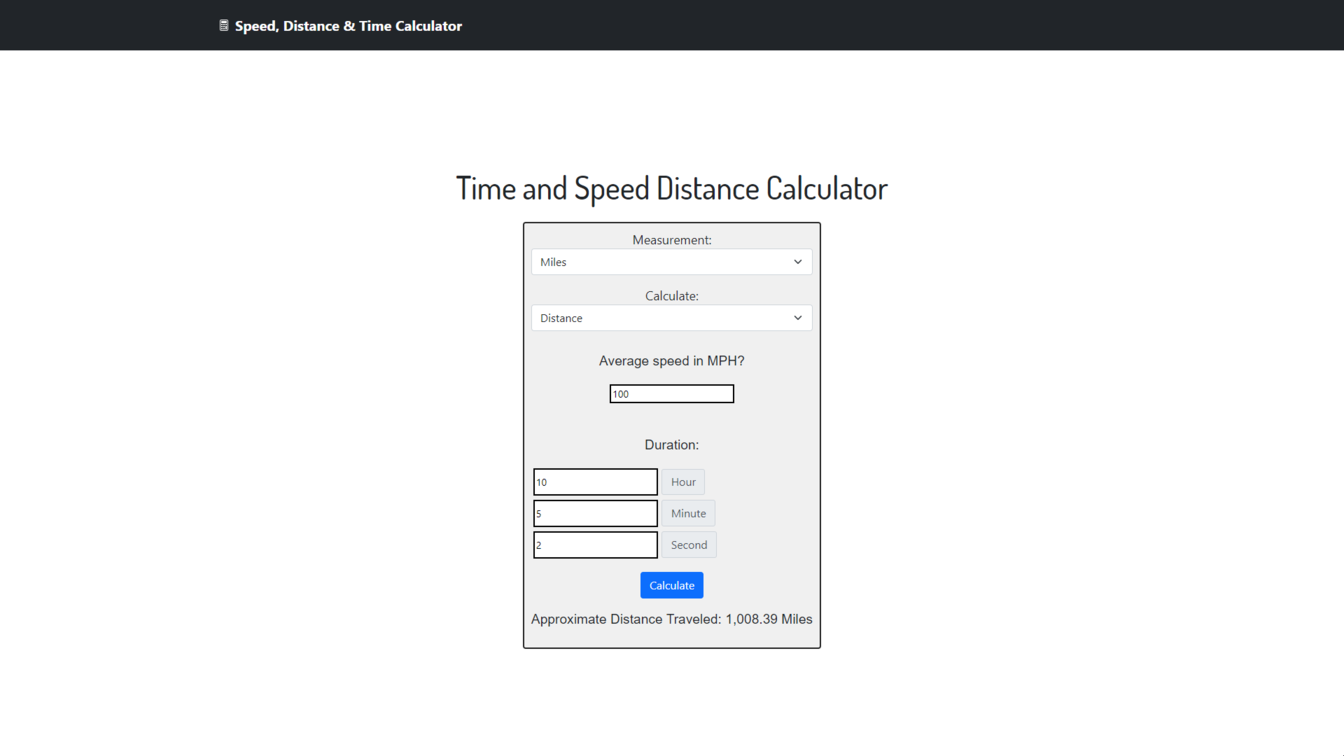 Speed, Distance & Time Calculator
Time and Speed Distance Calculator
Measurement:
Miles
Calculate:
Distance
Average speed in MPH?
100
Duration:
10 Hour
5 Minute
2 Second
Calculate
Approximate Distance Traveled: 1,008.39 Miles